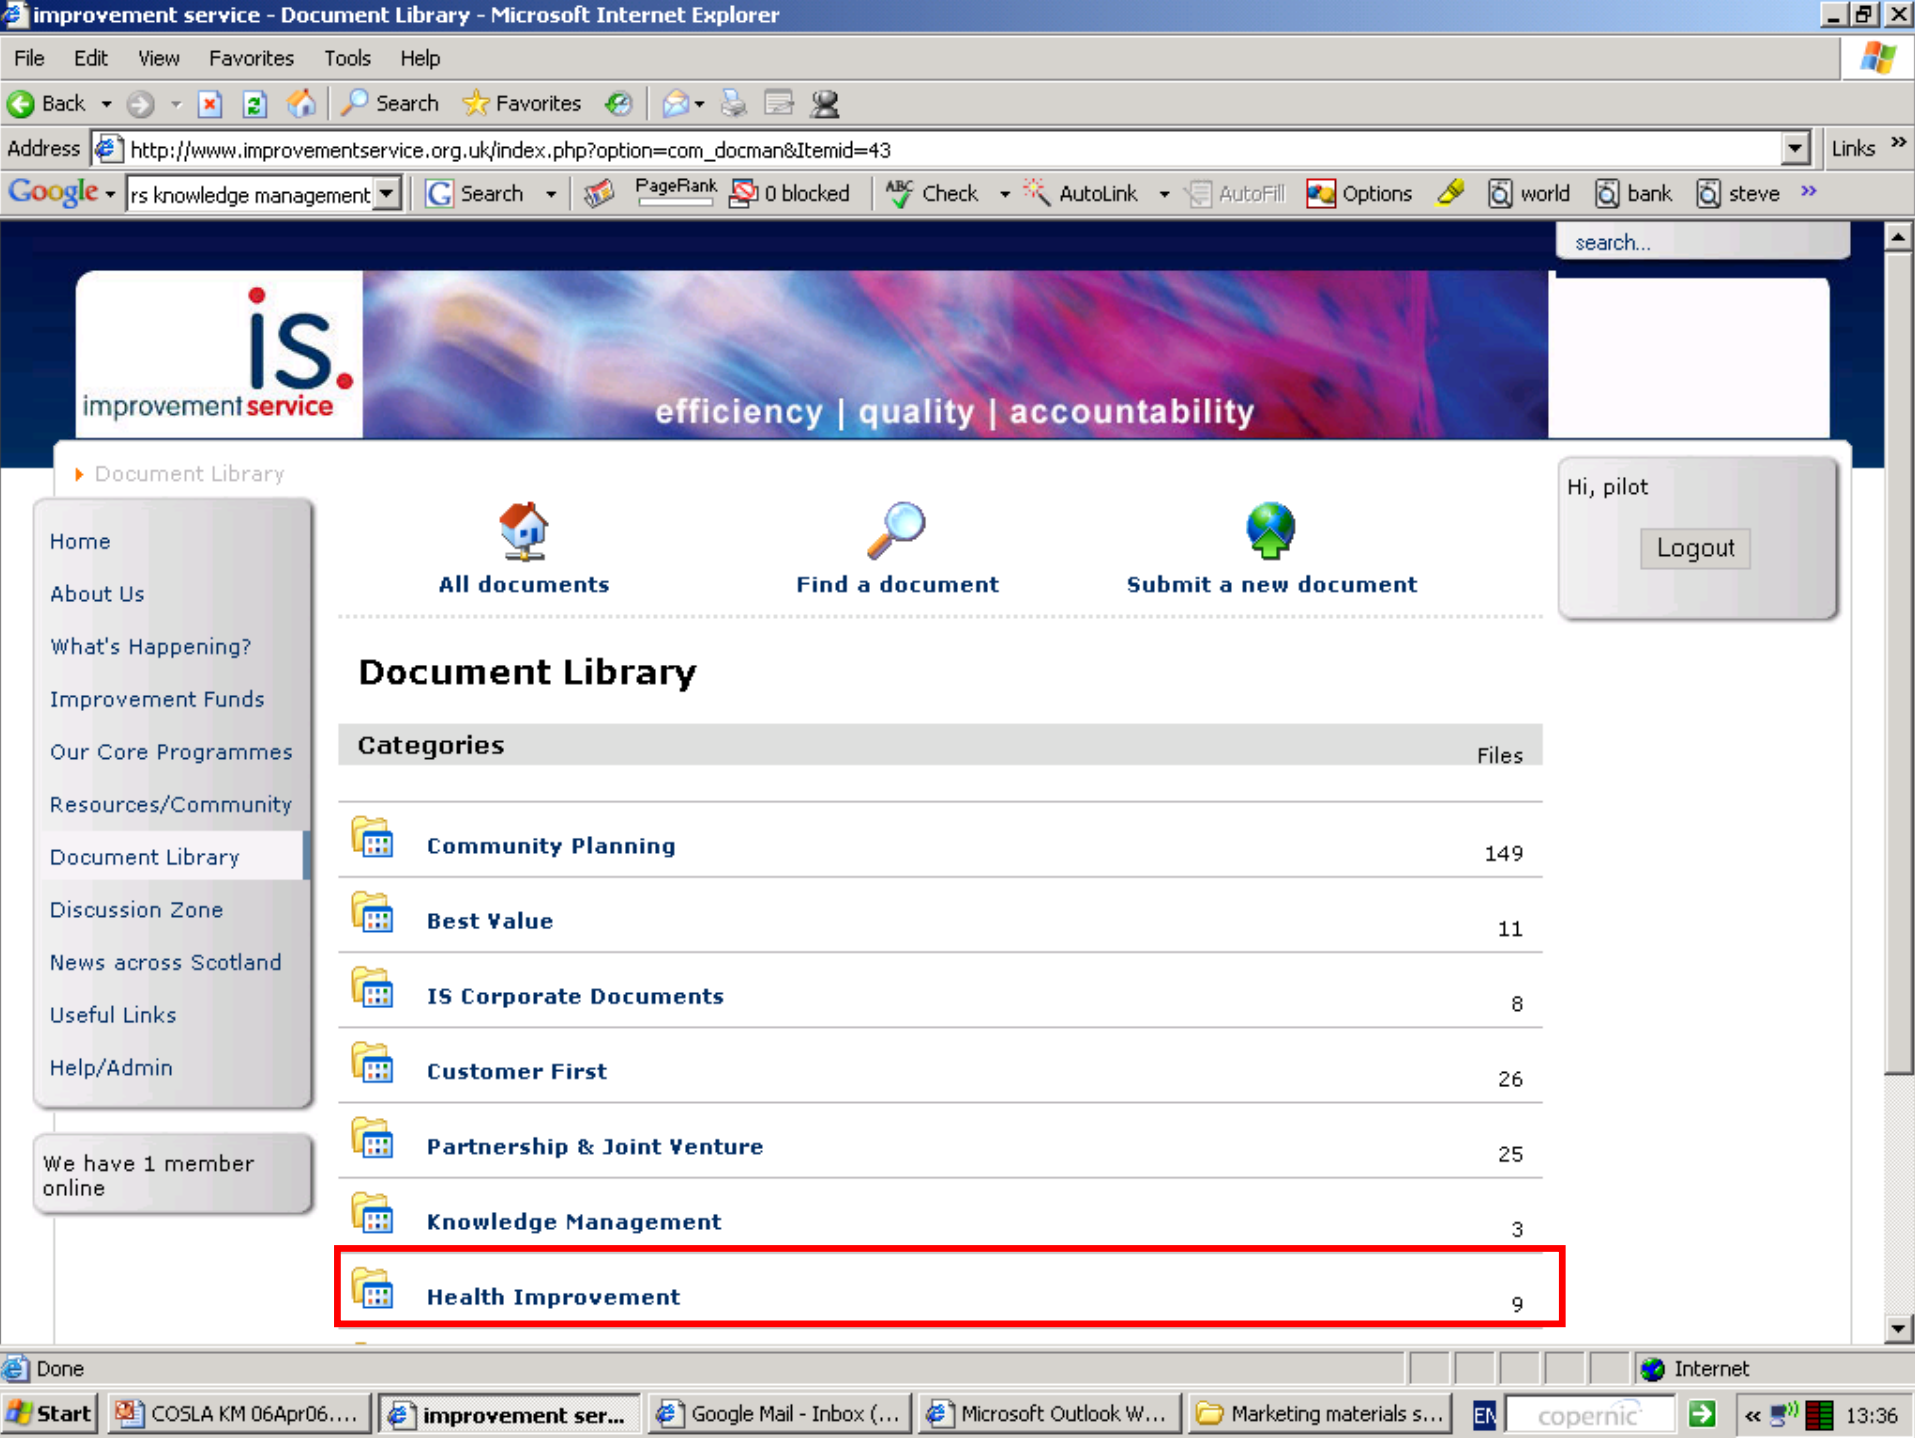 improvement service - Document Library - Microsoft Internet Explorer
File Edit View Favorites Tools Help
Back Search Favorites
Address http://www.improvementservice.org.uk/index.php?option=com_docman&Itemid=43 Links »
Google rs knowledge management Search PageRank 0 blocked ABC Check AutoLink AutoFill Options world bank steve »
search...
is.
improvement service
efficiency | quality | accountability
Document Library
Hi, pilot
Logout
Home
About Us
What's Happening?
Improvement Funds
Our Core Programmes
Resources/Community
Document Library
Discussion Zone
News across Scotland
Useful Links
Help/Admin
We have 1 member
online
All documents Find a document Submit a new document
Document Library
Categories Files
Community Planning 149
Best Value 11
IS Corporate Documents 8
Customer First 26
Partnership & Joint Venture 25
Knowledge Management 3
Health Improvement 9
Done Internet
Start COSLA KM 06Apr06.... improvement ser... Google Mail - Inbox (... Microsoft Outlook W... Marketing materials s... EN copernic « 13:36